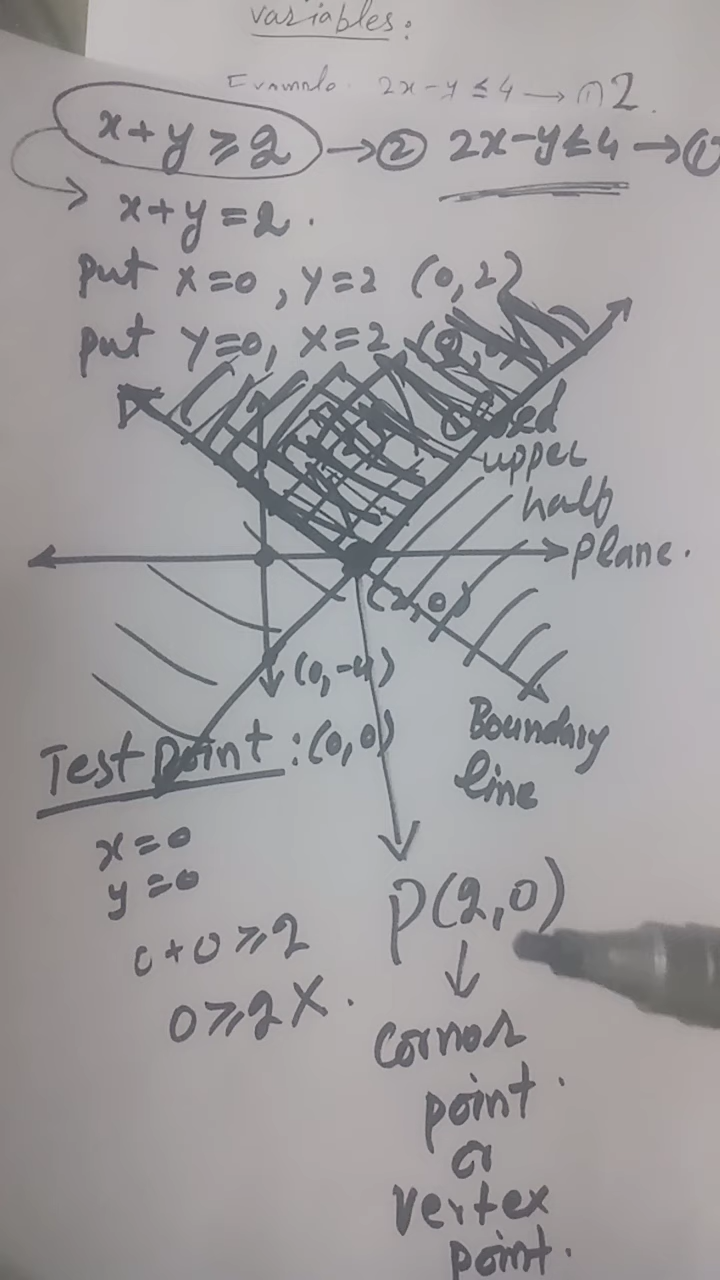 variables:
Example. 2x-y≤4 → ① 2.
x+y≥2 → ② 2x-y≤4 → ①
x+y=2.
put x=0, y=2 (0,2)
put y=0, x=2
upper
half
plane.
(2,0)
(0,-4)
Boundary
line
Test point: (0,0)
x=0
y=0
0+0≥2
0≥2 X.
P(2,0)
↓
Corner
point.
or
vertex
point.